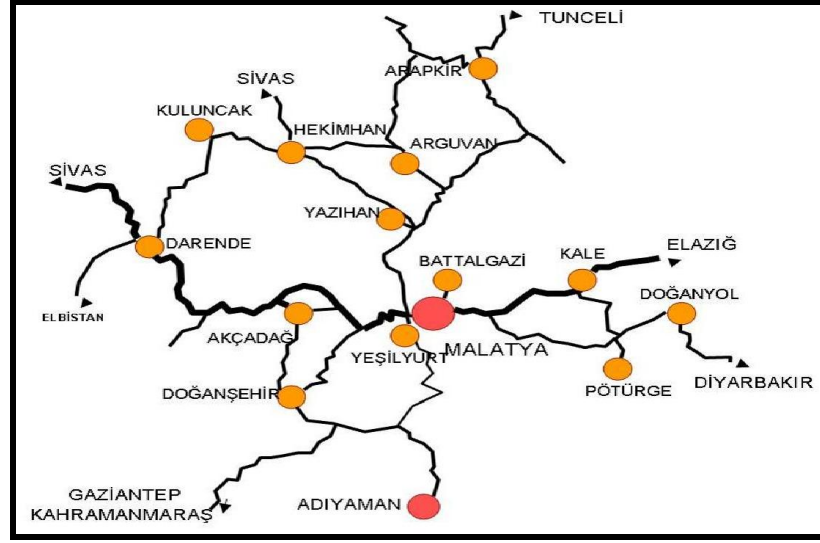 TUNCELİ
ARAPKİR
SİVAS
KULUNCAK
HEKİMHAN
ARGUVAN
SİVAS
YAZIHAN
DARENDE
BATTALGAZİ
KALE
ELAZIĞ
DOĞANYOL
ELBİSTAN
AKÇADAĞ
YEŞİLYURT
MALATYA
DİYARBAKIR
PÖTÜRGE
DOĞANŞEHİR
GAZİANTEP
KAHRAMANMARAŞ
ADIYAMAN